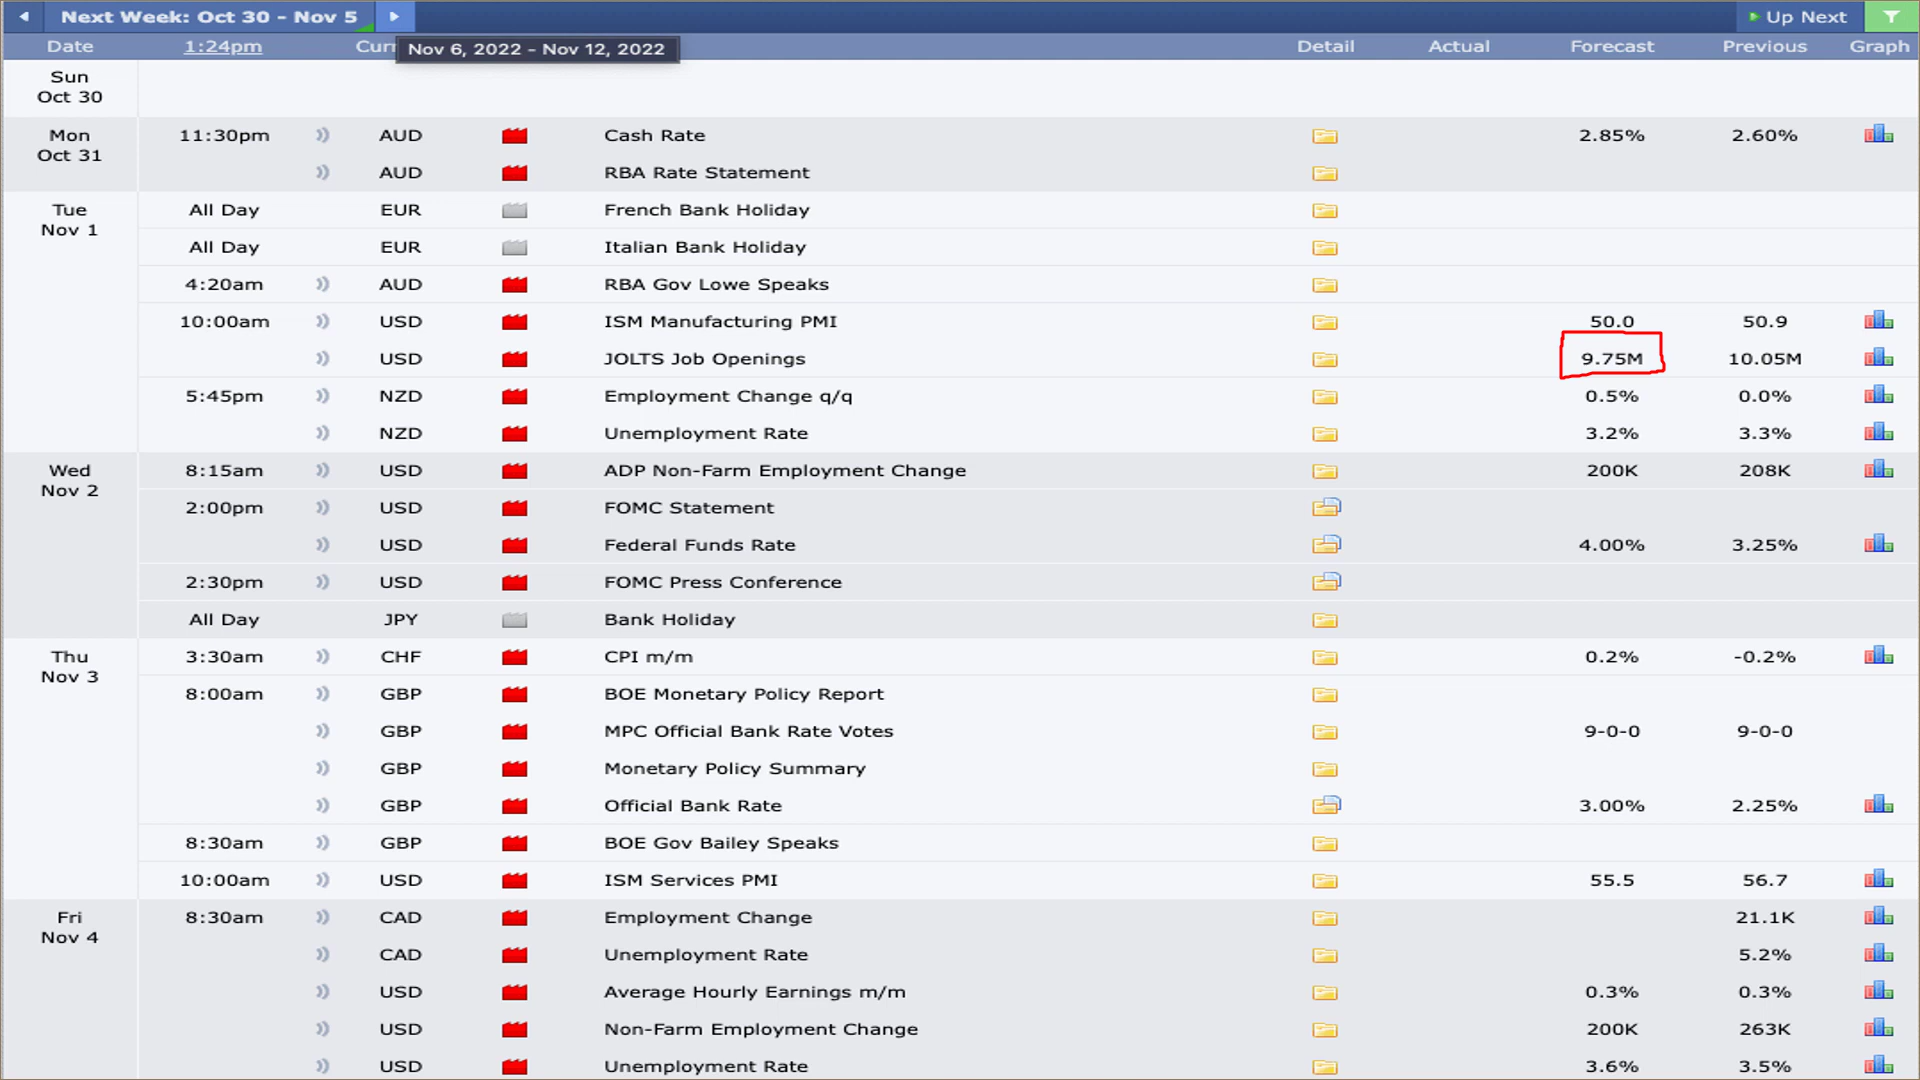 Next Week: Oct 30 - Nov 5 Up Next
Date 1:24pm Curr Nov 6, 2022 - Nov 12, 2022 Detail Actual Forecast Previous Graph
Sun
Oct 30
Mon 11:30pm AUD Cash Rate 2.85% 2.60%
Oct 31
AUD RBA Rate Statement
Tue All Day EUR French Bank Holiday
Nov 1
All Day EUR Italian Bank Holiday
4:20am AUD RBA Gov Lowe Speaks
10:00am USD ISM Manufacturing PMI 50.0 50.9
USD JOLTS Job Openings 9.75M 10.05M
5:45pm NZD Employment Change q/q 0.5% 0.0%
NZD Unemployment Rate 3.2% 3.3%
Wed 8:15am USD ADP Non-Farm Employment Change 200K 208K
Nov 2
2:00pm USD FOMC Statement
USD Federal Funds Rate 4.00% 3.25%
2:30pm USD FOMC Press Conference
All Day JPY Bank Holiday
Thu 3:30am CHF CPI m/m 0.2% -0.2%
Nov 3
8:00am GBP BOE Monetary Policy Report
GBP MPC Official Bank Rate Votes 9-0-0 9-0-0
GBP Monetary Policy Summary
GBP Official Bank Rate 3.00% 2.25%
8:30am GBP BOE Gov Bailey Speaks
10:00am USD ISM Services PMI 55.5 56.7
Fri 8:30am CAD Employment Change 21.1K
Nov 4
CAD Unemployment Rate 5.2%
USD Average Hourly Earnings m/m 0.3% 0.3%
USD Non-Farm Employment Change 200K 263K
USD Unemployment Rate 3.6% 3.5%